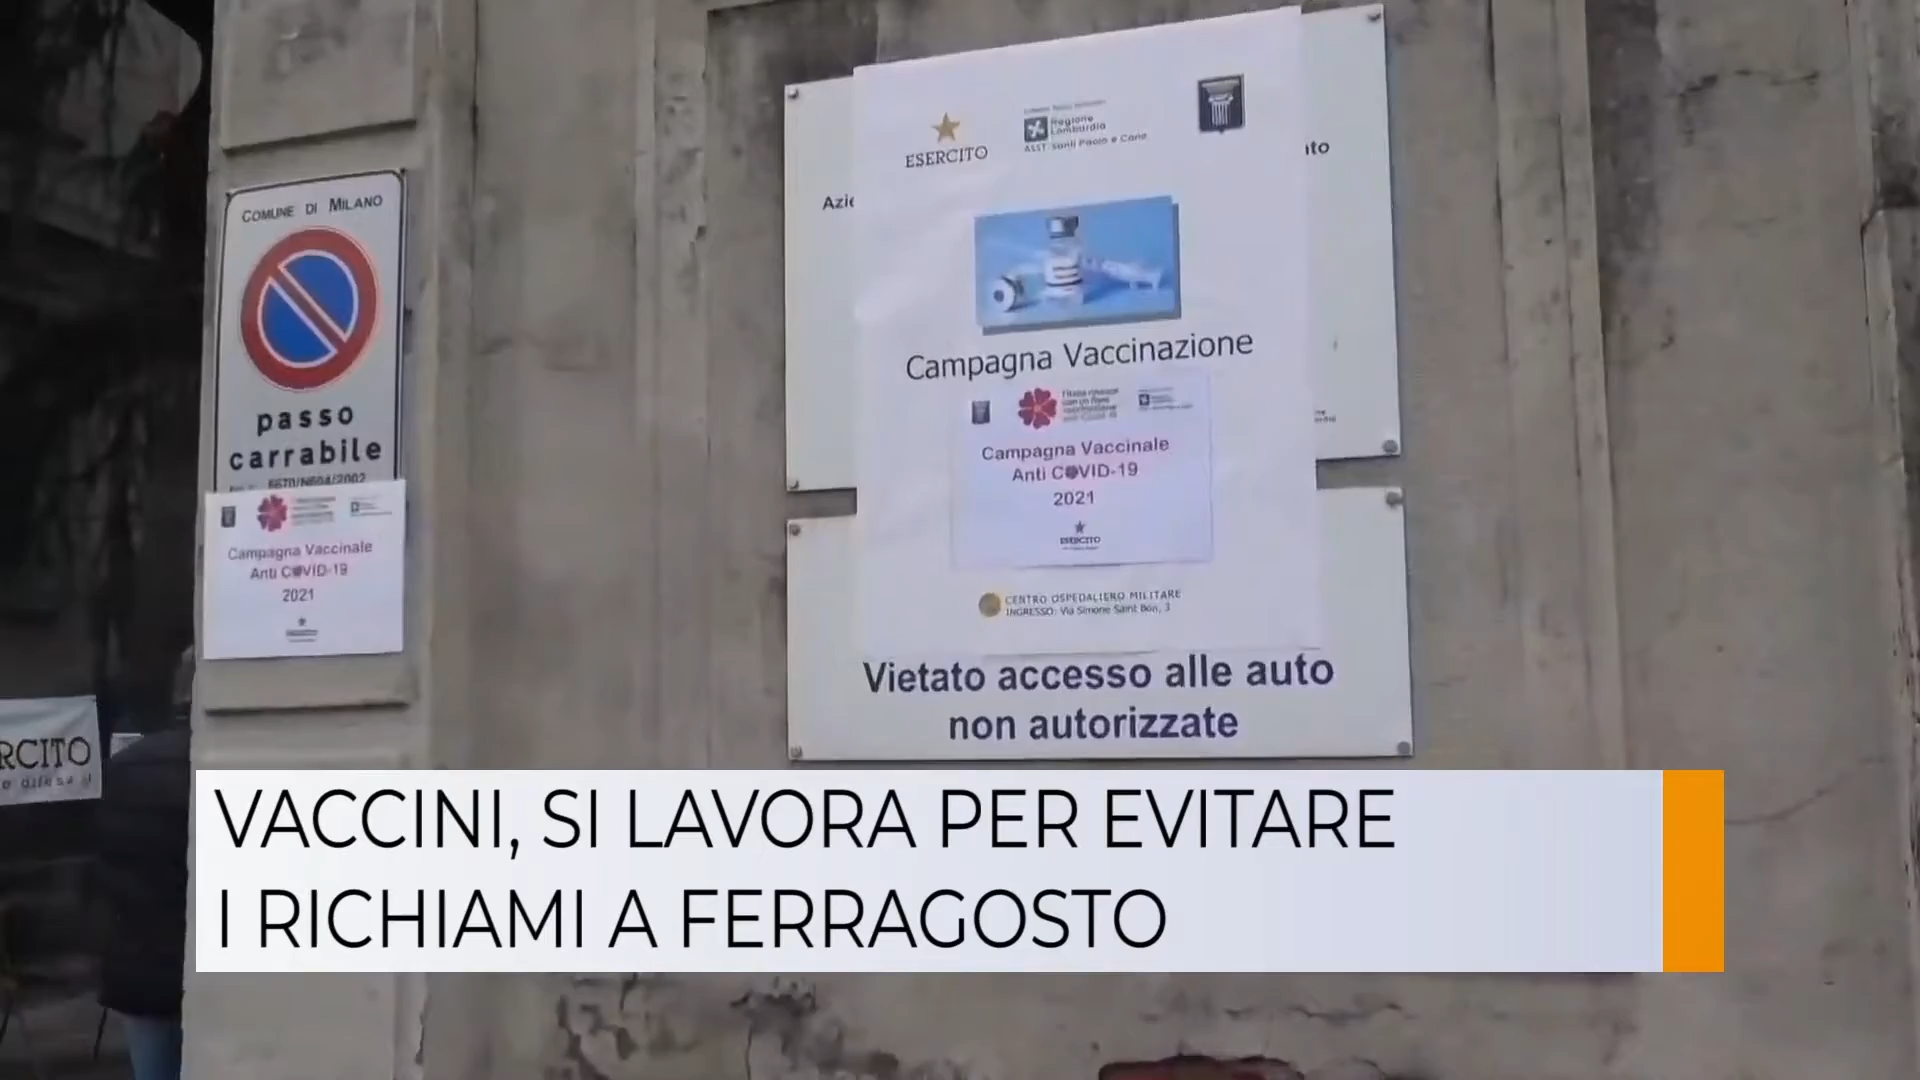 COMUNE DI MILANO
passo
carrabile
Campagna Vaccinale
Anti COVID-19
2021
RCITO
ESERCITO
Regione
Lombardia
ASST Santi Paolo e Carlo
Azie
ato
Campagna Vaccinazione
Campagna Vaccinale
Anti COVID-19
2021
ESERCITO
CENTRO OSPEDALIERO MILITARE
INGRESSO: Via Simone Saint Bon, 3
Vietato accesso alle auto
non autorizzate
VACCINI, SI LAVORA PER EVITARE
I RICHIAMI A FERRAGOSTO